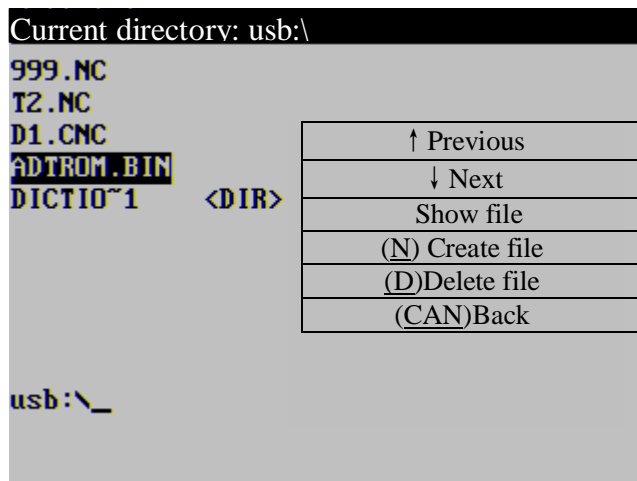 Current directory: usb:\
999.NC
T2.NC
D1.CNC
ADTROM.BIN
DICTIO~1 <DIR>
↑ Previous
↓ Next
Show file
(N) Create file
(D)Delete file
(CAN)Back
usb:\_